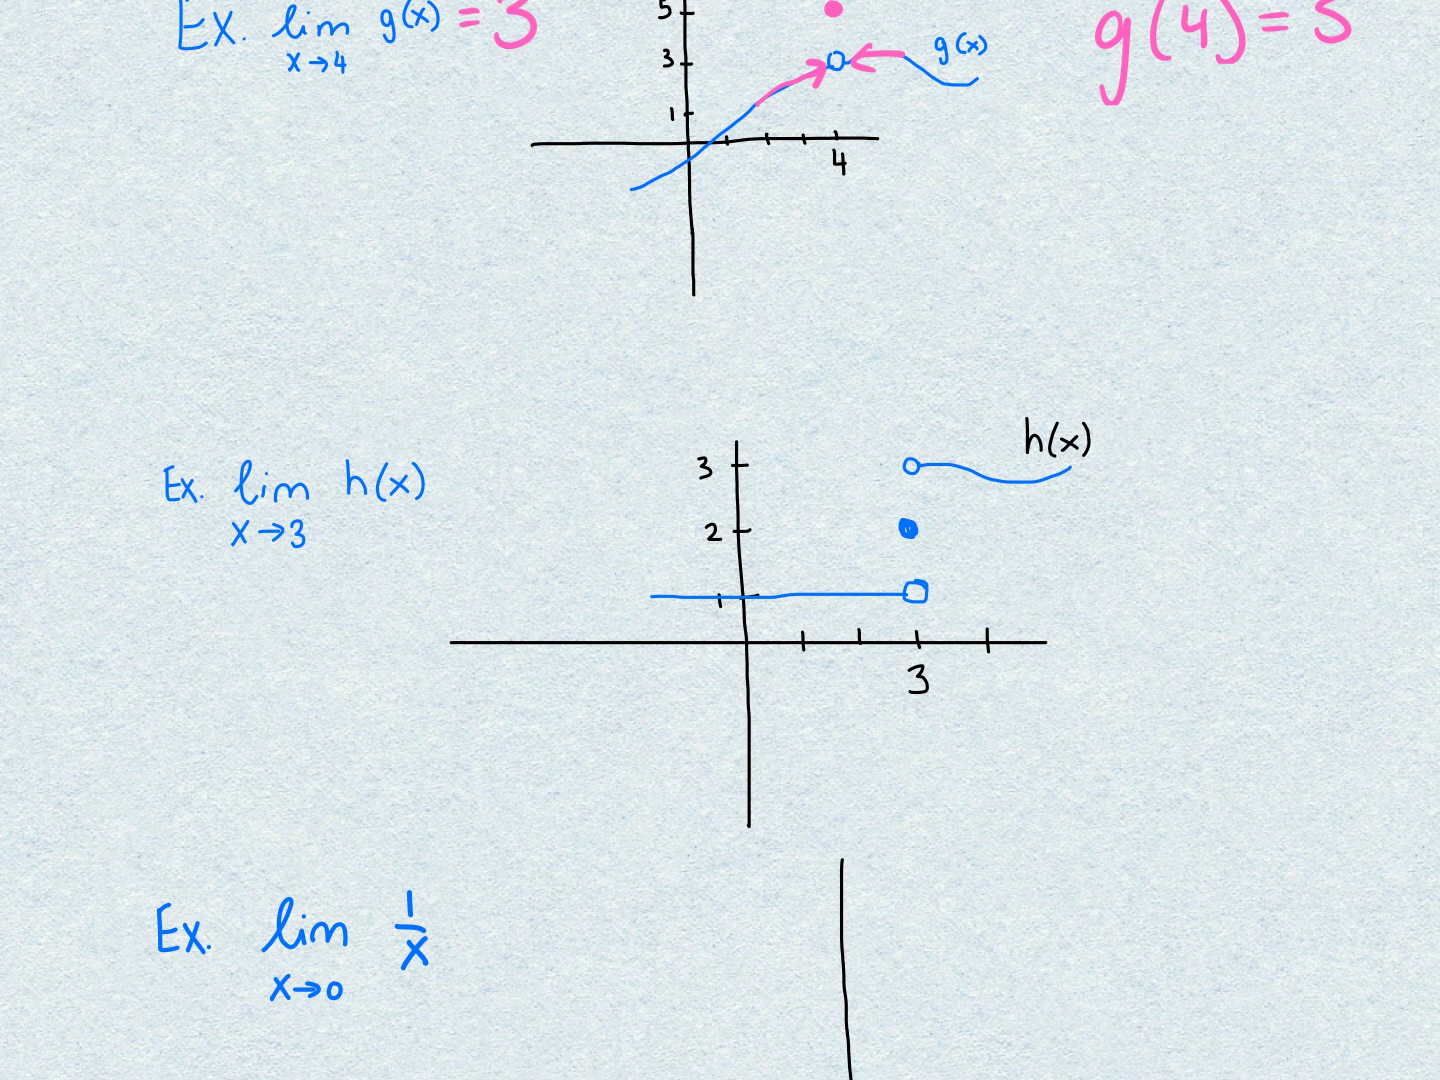 Ex. lim g(x) = 3
x→4
5
3
1
4
g(x)
g(4) = 5
Ex. lim h(x)
x→3
3
2
1
3
h(x)
Ex. lim 1/x
x→0